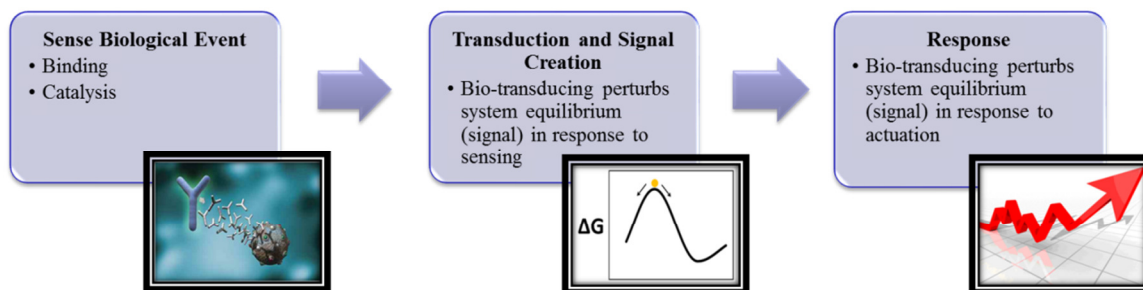 Sense Biological Event
• Binding
• Catalysis
Transduction and Signal
Creation
• Bio-transducing perturbs
system equilibrium
(signal) in response to
sensing
ΔG
Response
• Bio-transducing perturbs
system equilibrium
(signal) in response to
actuation